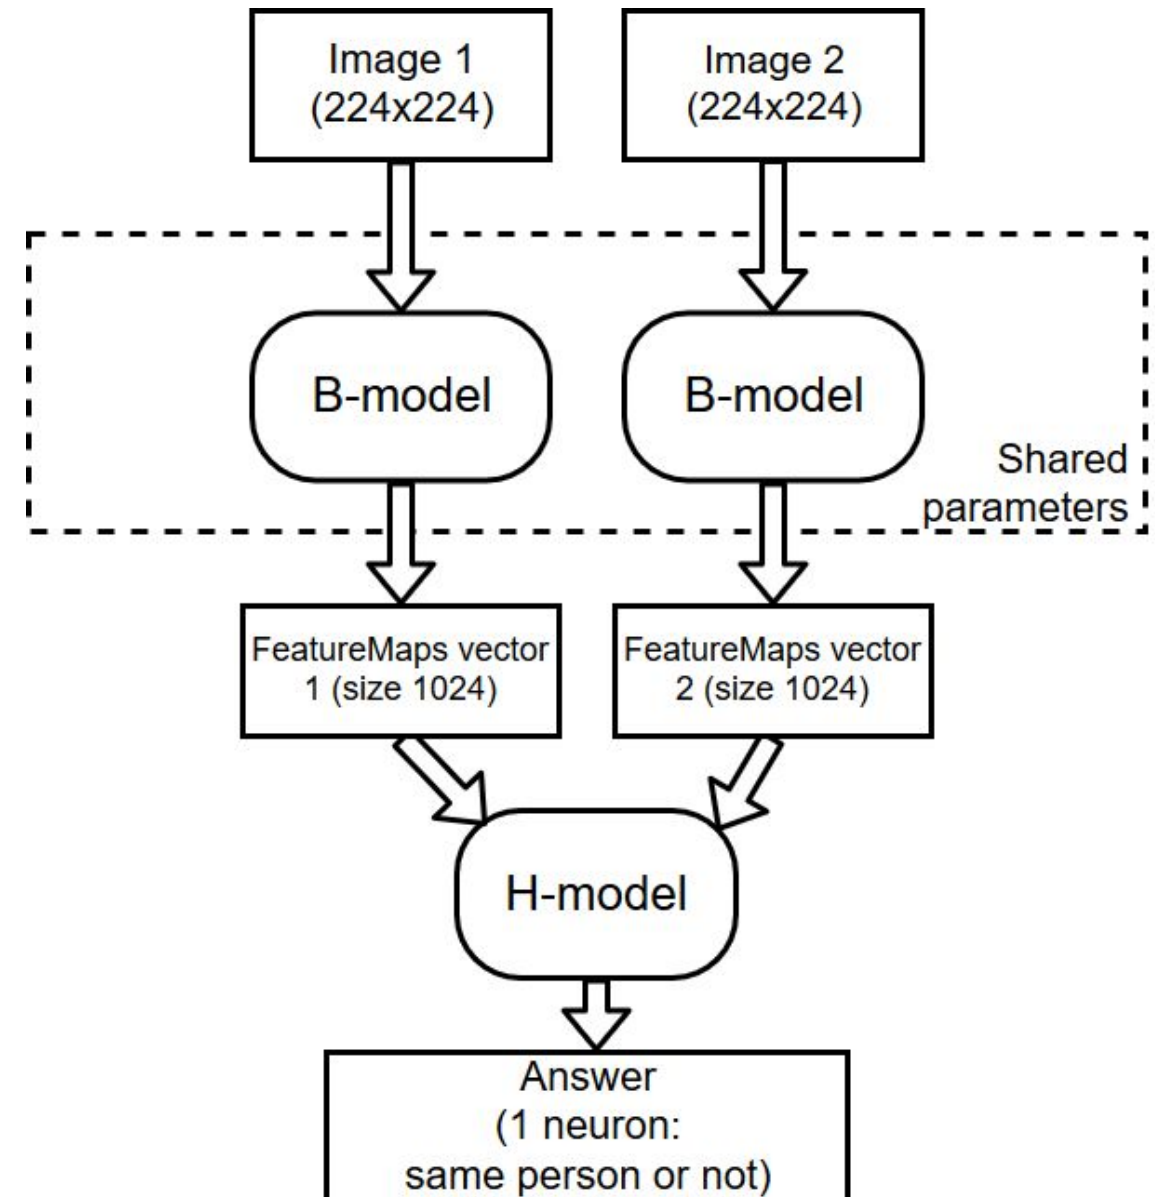 Image 1
(224x224)
Image 2
(224x224)
B-model
B-model
Shared
parameters
FeatureMaps vector
1 (size 1024)
FeatureMaps vector
2 (size 1024)
H-model
Answer
(1 neuron:
same person or not)